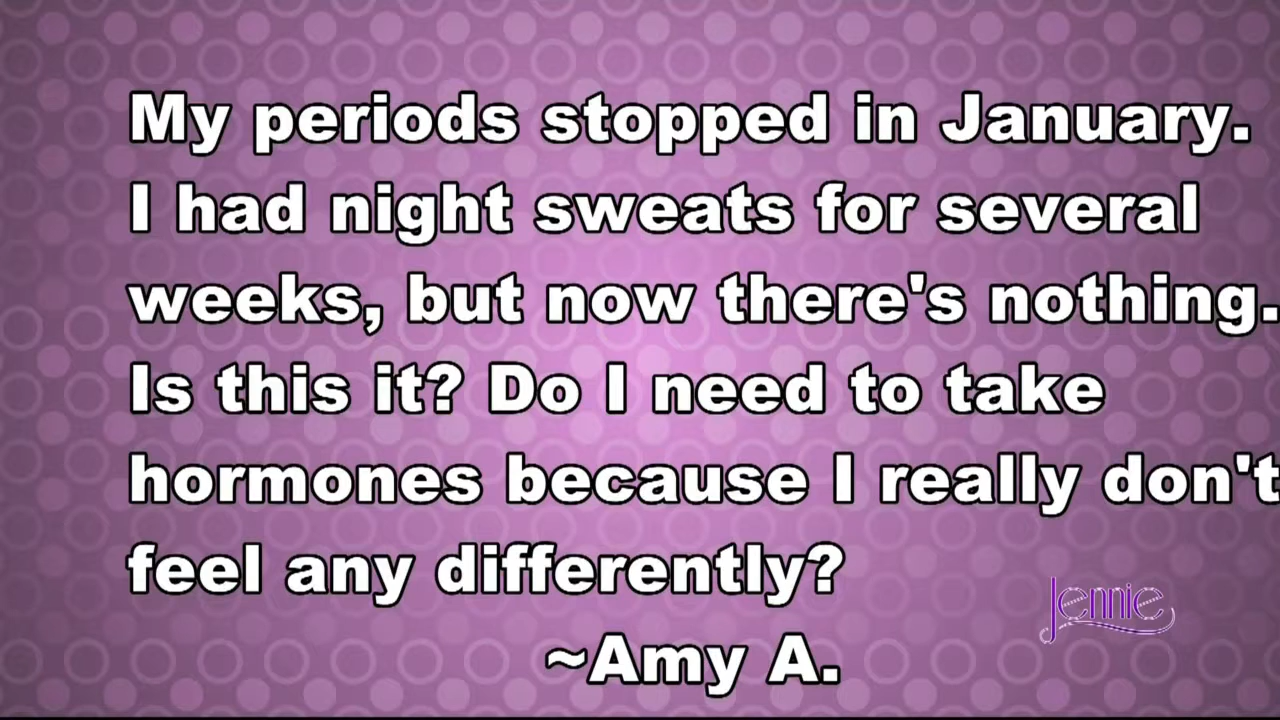 My periods stopped in January.
I had night sweats for several
weeks, but now there's nothing.
Is this it? Do I need to take
hormones because I really don't
feel any differently?
~Amy A.
Jennie